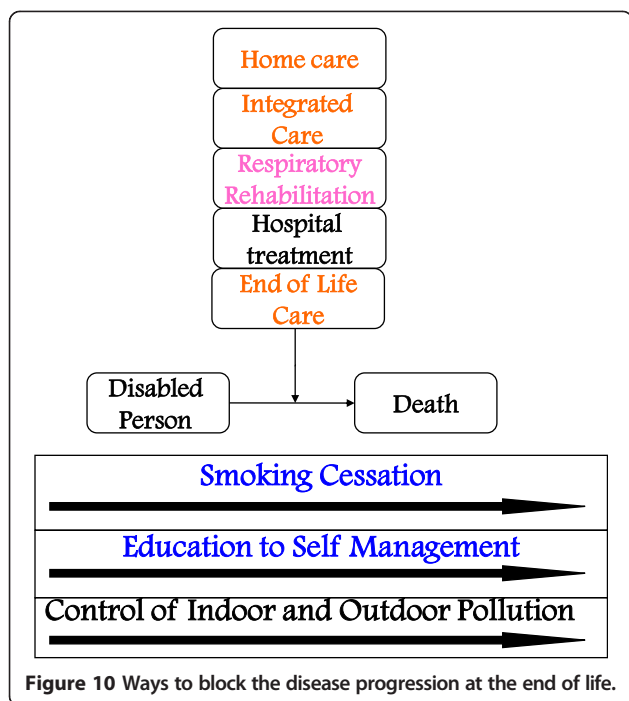 Home care
Integrated
Care
Respiratory
Rehabilitation
Hospital
treatment
End of Life
Care
Disabled
Person
Death
Smoking Cessation
Education to Self Management
Control of Indoor and Outdoor Pollution
Figure 10 Ways to block the disease progression at the end of life.